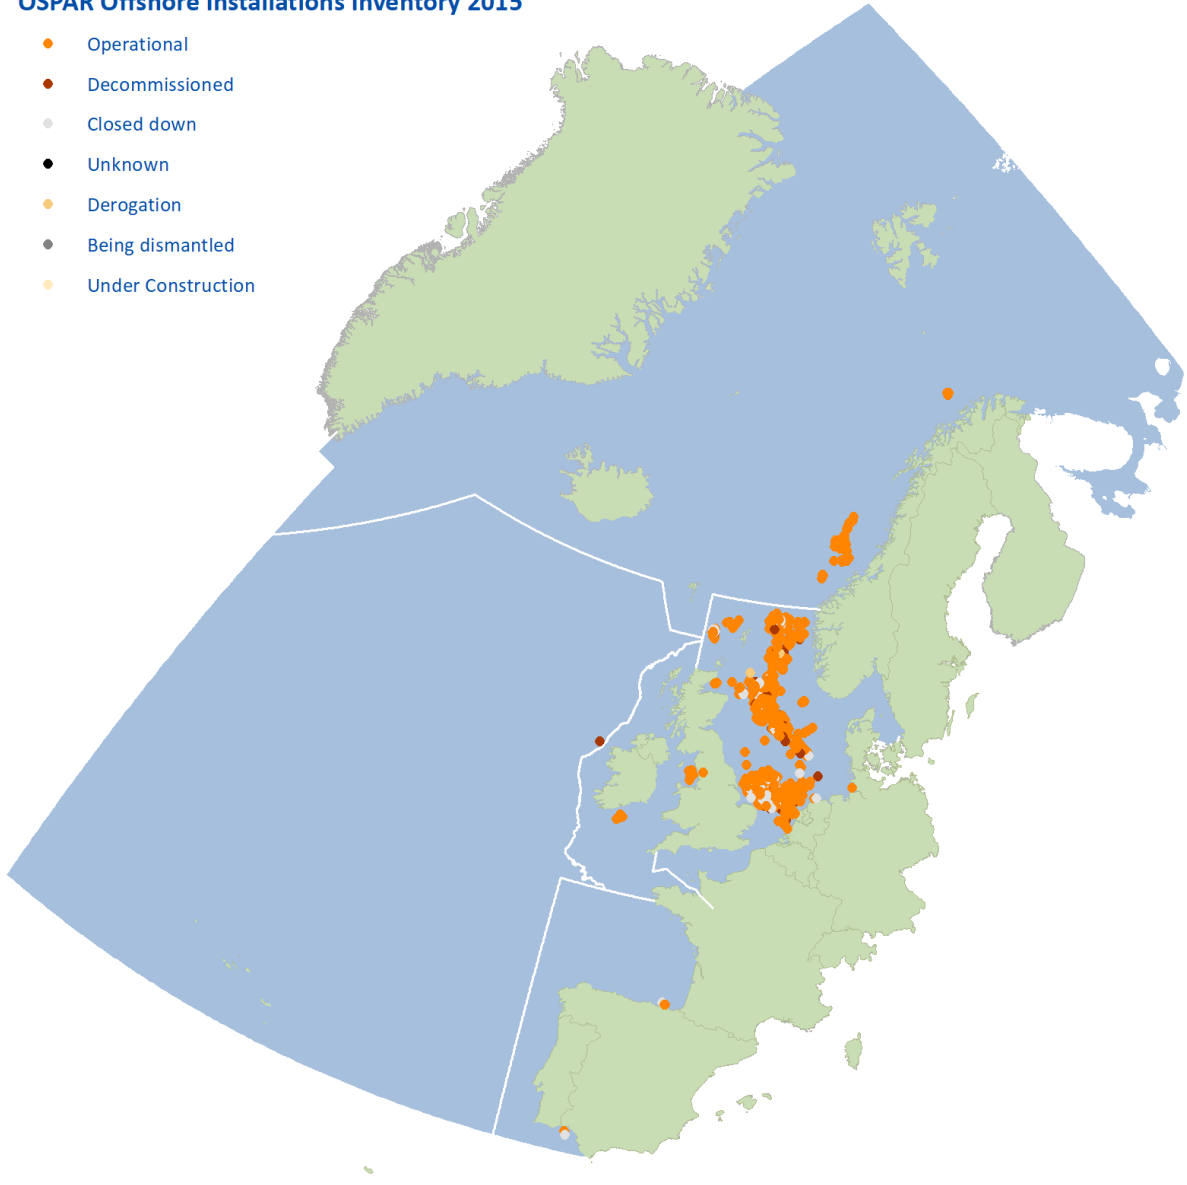 OSPAR Offshore Installations Inventory 2015
Operational
Decommissioned
Closed down
Unknown
Derogation
Being dismantled
Under Construction